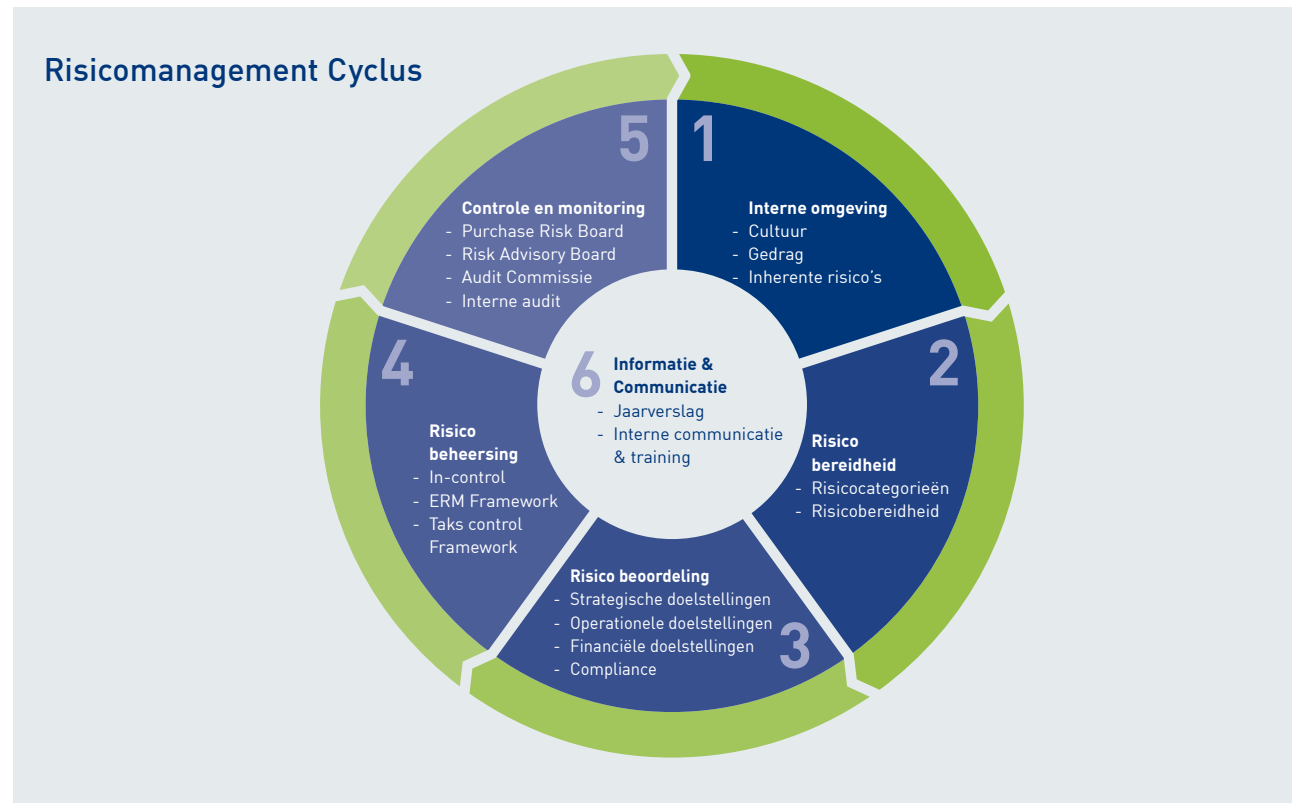 Risicomanagement Cyclus
1
Interne omgeving
- Cultuur
- Gedrag
- Inherente risico’s
2
Risico
bereidheid
- Risicocategorieën
- Risicobereidheid
3
Risico beoordeling
- Strategische doelstellingen
- Operationele doelstellingen
- Financiële doelstellingen
- Compliance
4
Risico
beheersing
- In-control
- ERM Framework
- Taks control
Framework
5
Controle en monitoring
- Purchase Risk Board
- Risk Advisory Board
- Audit Commissie
- Interne audit
6
Informatie &
Communicatie
- Jaarverslag
- Interne communicatie
& training